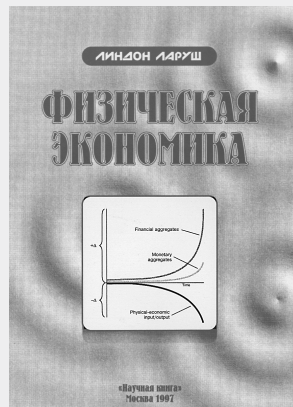 ЛИНДОН ЛАРУШ
ФИЗИЧЕСКАЯ
ЭКОНОМИКА
Financial aggregates
Monetary
aggregates
Time
Physical-economic
input/output
«Научная книга»
Москва 1997